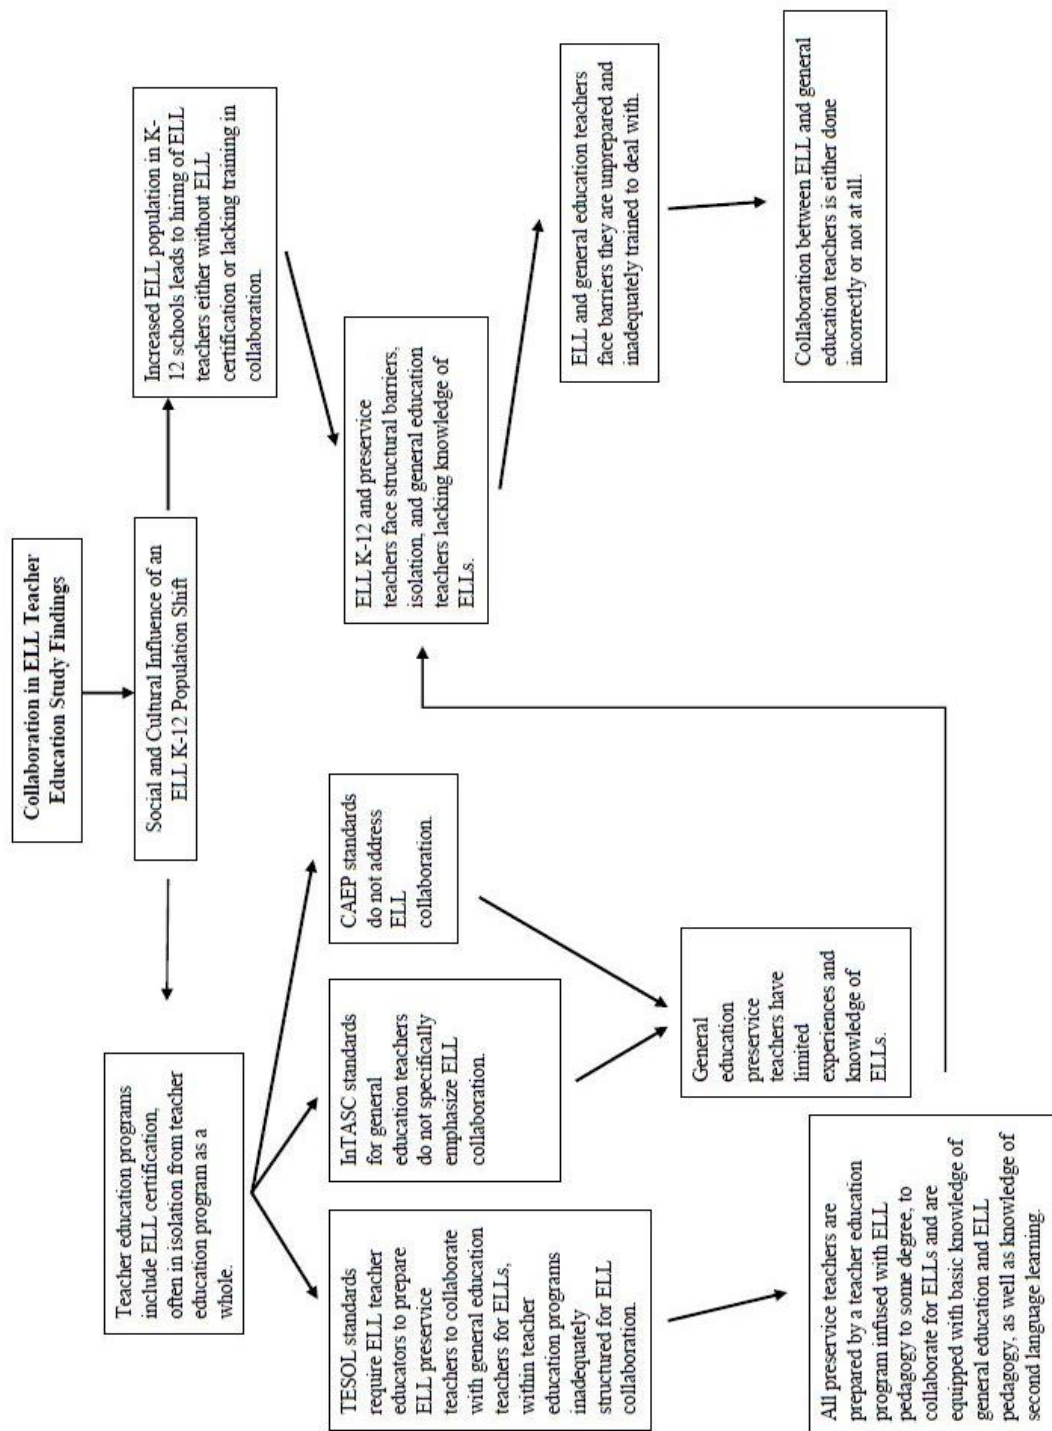 Collaboration in ELL Teacher
Education Study Findings
Social and Cultural Influence of an
ELL K-12 Population Shift
Teacher education programs
include ELL certification,
often in isolation from teacher
education program as a
whole.
Increased ELL population in K-
12 schools leads to hiring of ELL
teachers either without ELL
certification or lacking training in
collaboration.
TESOL standards
require ELL teacher
educators to prepare
ELL preservice
teachers to collaborate
with general education
teachers for ELLs,
within teacher
education programs
inadequately
structured for ELL
collaboration.
InTASC standards
for general
education teachers
do not specifically
emphasize ELL
collaboration.
CAEP standards
do not address
ELL
collaboration.
ELL K-12 and preservice
teachers face structural barriers,
isolation, and general education
teachers lacking knowledge of
ELLs.
General
education
preservice
teachers have
limited
experiences and
knowledge of
ELLs.
ELL and general education teachers
face barriers they are unprepared and
inadequately trained to deal with.
All preservice teachers are
prepared by a teacher education
program infused with ELL
pedagogy to some degree, to
collaborate for ELLs and are
equipped with basic knowledge of
general education and ELL
pedagogy, as well as knowledge of
second language learning.
Collaboration between ELL and general
education teachers is either done
incorrectly or not at all.